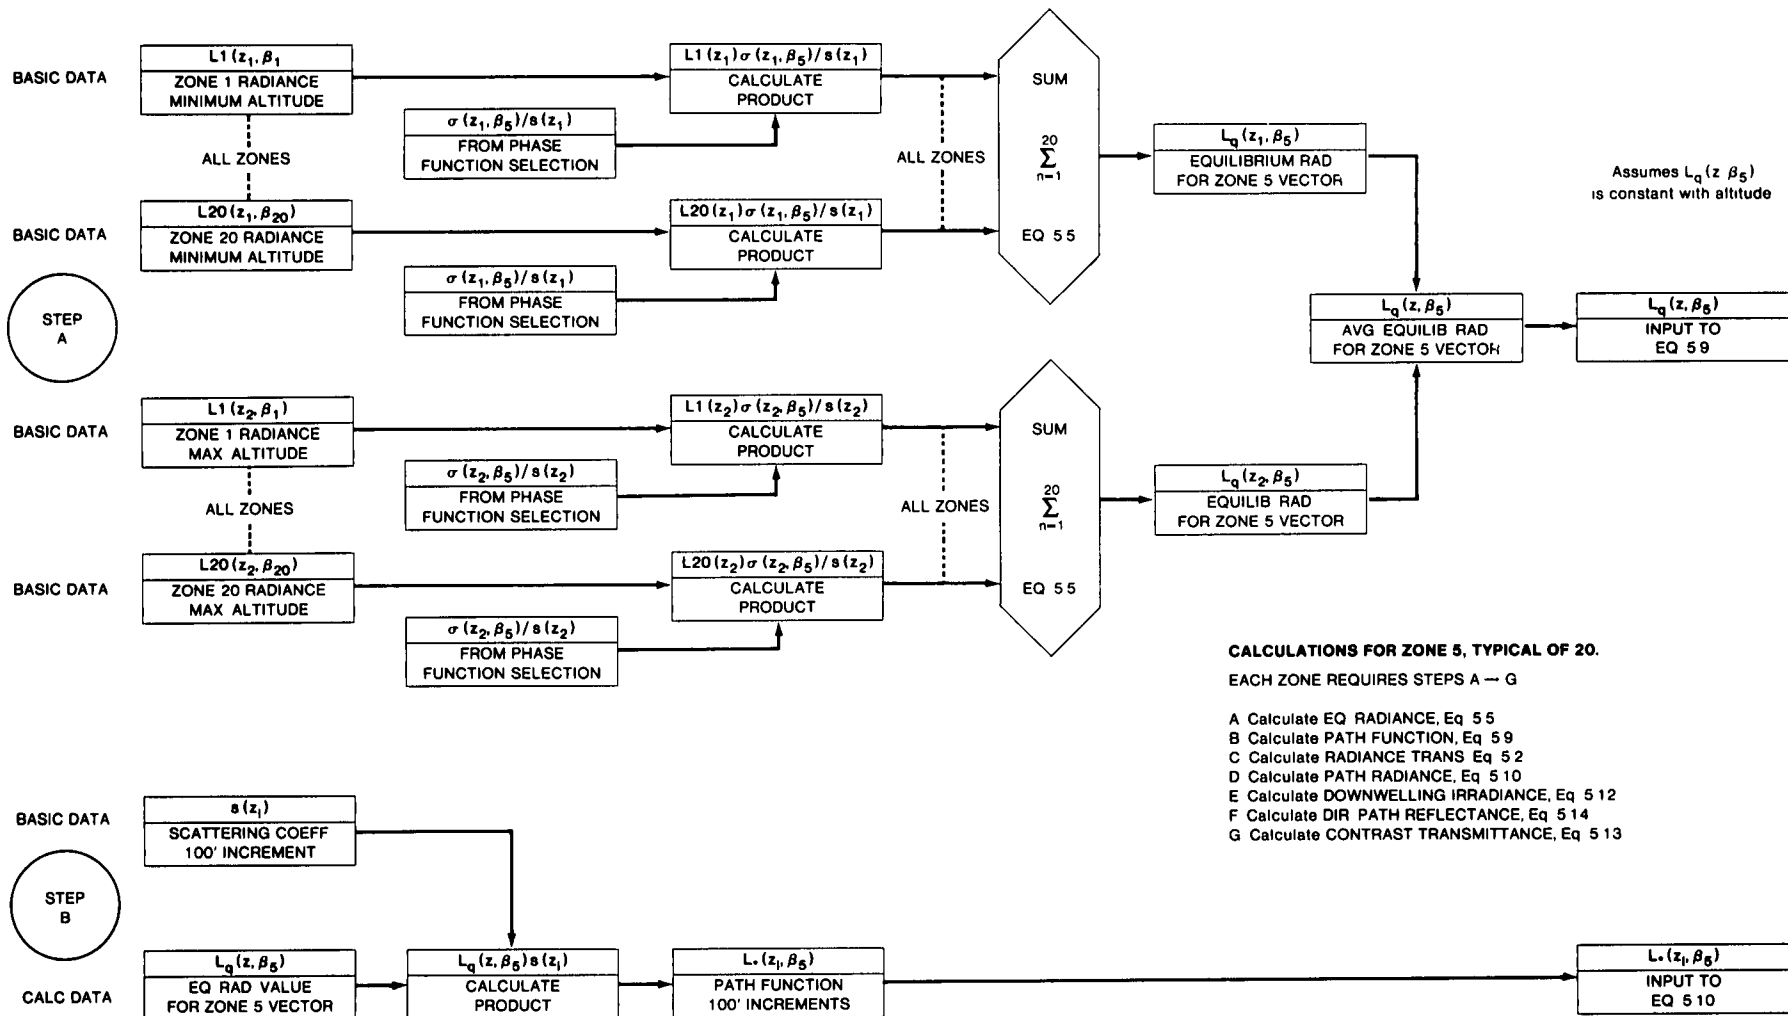 BASIC DATA
L1(z₁, β₁
ZONE 1 RADIANCE
MINIMUM ALTITUDE
L1(z₁)σ(z₁, β₅)/s(z₁)
CALCULATE
PRODUCT
σ(z₁, β₅)/s(z₁)
FROM PHASE
FUNCTION SELECTION
ALL ZONES
ALL ZONES
BASIC DATA
L20(z₁, β₂₀)
ZONE 20 RADIANCE
MINIMUM ALTITUDE
L20(z₁)σ(z₁, β₅)/s(z₁)
CALCULATE
PRODUCT
σ(z₁, β₅)/s(z₁)
FROM PHASE
FUNCTION SELECTION
SUM
20
Σ
n=1
EQ 5 5
L_q(z₁, β₅)
EQUILIBRIUM RAD
FOR ZONE 5 VECTOR
Assumes L_q(z β₅)
is constant with altitude
STEP
A
L_q(z, β₅)
AVG EQUILIB RAD
FOR ZONE 5 VECTOR
L_q(z, β₅)
INPUT TO
EQ 5 9
BASIC DATA
L1(z₂, β₁)
ZONE 1 RADIANCE
MAX ALTITUDE
L1(z₂)σ(z₂, β₅)/s(z₂)
CALCULATE
PRODUCT
σ(z₂, β₅)/s(z₂)
FROM PHASE
FUNCTION SELECTION
ALL ZONES
ALL ZONES
BASIC DATA
L20(z₂, β₂₀)
ZONE 20 RADIANCE
MAX ALTITUDE
L20(z₂)σ(z₂, β₅)/s(z₂)
CALCULATE
PRODUCT
σ(z₂, β₅)/s(z₂)
FROM PHASE
FUNCTION SELECTION
SUM
20
Σ
n=1
EQ 5 5
L_q(z₂, β₅)
EQUILIB RAD
FOR ZONE 5 VECTOR
CALCULATIONS FOR ZONE 5, TYPICAL OF 20.
EACH ZONE REQUIRES STEPS A → G
A Calculate EQ RADIANCE, Eq 5 5
B Calculate PATH FUNCTION, Eq 5 9
C Calculate RADIANCE TRANS Eq 5 2
D Calculate PATH RADIANCE, Eq 5 10
E Calculate DOWNWELLING IRRADIANCE, Eq 5 12
F Calculate DIR PATH REFLECTANCE, Eq 5 14
G Calculate CONTRAST TRANSMITTANCE, Eq 5 13
BASIC DATA
s(zᵢ)
SCATTERING COEFF
100' INCREMENT
STEP
B
CALC DATA
L_q(z, β₅)
EQ RAD VALUE
FOR ZONE 5 VECTOR
L_q(z, β₅)s(zᵢ)
CALCULATE
PRODUCT
L*(zᵢ, β₅)
PATH FUNCTION
100' INCREMENTS
L*(zᵢ, β₅)
INPUT TO
EQ 5 10